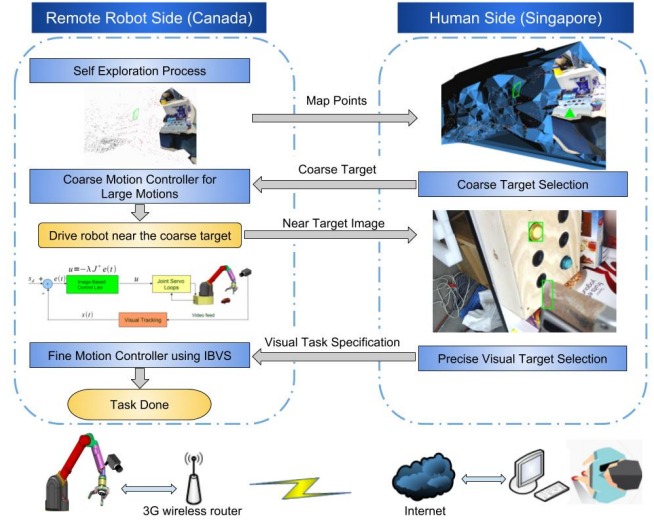 Remote Robot Side (Canada)
Human Side (Singapore)
Self Exploration Process
Map Points
Coarse Target
Coarse Motion Controller for
Large Motions
Coarse Target Selection
Drive robot near the coarse target
Near Target Image
u=−λJ⁺e(t)
s_d + e(t)
-
Image Based
Control Law
u
Joint Servo
Loops
s(t)
Visual Tracking
Video feed
Visual Task Specification
Fine Motion Controller using IBVS
Precise Visual Target Selection
Task Done
3G wireless router
Internet